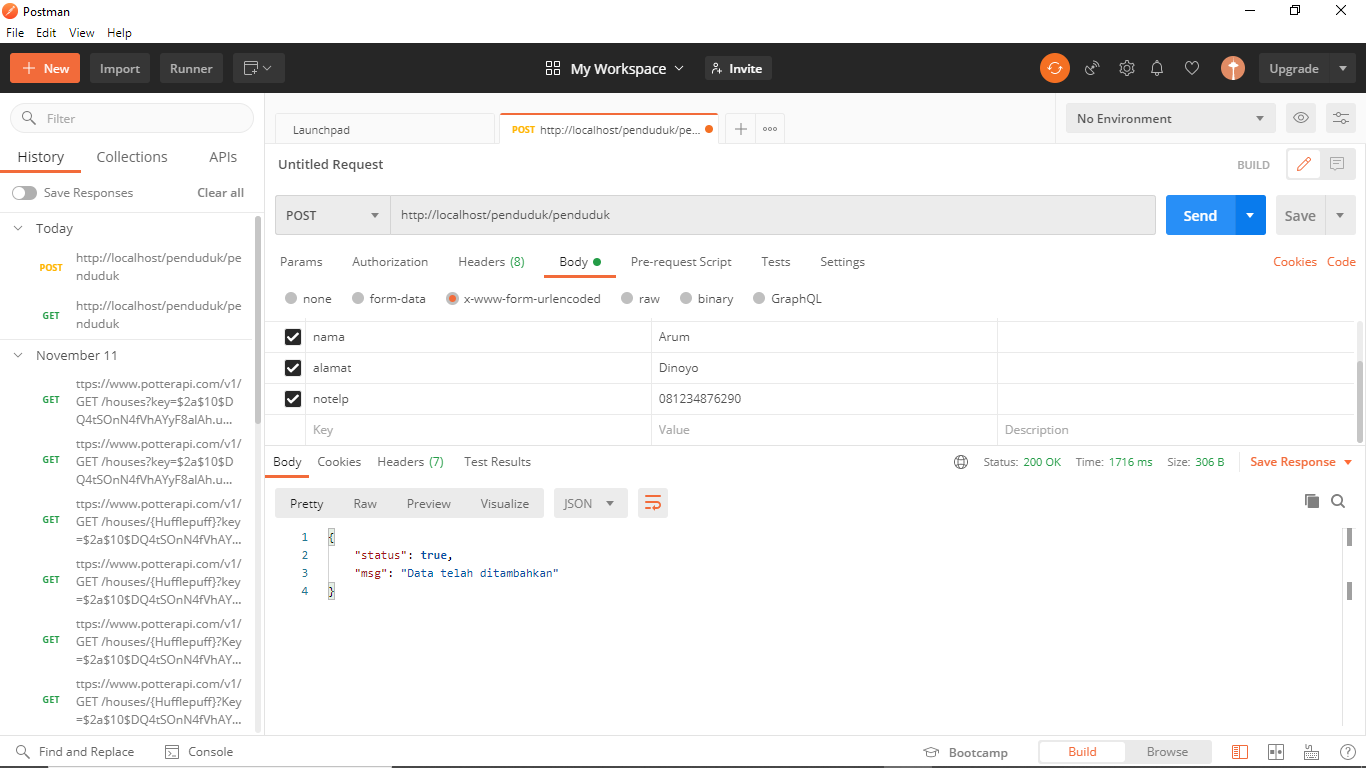 Postman
File Edit View Help
New Import Runner My Workspace Invite Upgrade
Filter
History Collections APIs
Save Responses Clear all
Today
POST http://localhost/penduduk/pe
nduduk
GET http://localhost/penduduk/pe
nduduk
November 11
GET ttps://www.potterapi.com/v1/
GET /houses?key=$2a$10$D
Q4tSOnN4fVhAYyF8alAh.u...
GET ttps://www.potterapi.com/v1/
GET /houses?key=$2a$10$D
Q4tSOnN4fVhAYyF8alAh.u...
GET ttps://www.potterapi.com/v1/
GET /houses/{Hufflepuff}?key
=$2a$10$DQ4tSOnN4fVhAY...
GET ttps://www.potterapi.com/v1/
GET /houses/{Hufflepuff}?key
=$2a$10$DQ4tSOnN4fVhAY...
GET ttps://www.potterapi.com/v1/
GET /houses/{Hufflepuff}?Key
=$2a$10$DQ4tSOnN4fVhAY...
GET ttps://www.potterapi.com/v1/
GET /houses/{Hufflepuff}?Key
=$2a$10$DQ4tSOnN4fVhAY...
Launchpad POST http://localhost/penduduk/pe... No Environment
Untitled Request BUILD
POST http://localhost/penduduk/penduduk Send Save
Params Authorization Headers (8) Body Pre-request Script Tests Settings Cookies Code
none form-data x-www-form-urlencoded raw binary GraphQL
nama Arum
alamat Dinoyo
notelp 081234876290
Key Value Description
Body Cookies Headers (7) Test Results Status: 200 OK Time: 1716 ms Size: 306 B Save Response
Pretty Raw Preview Visualize JSON
1 {
2 "status": true,
3 "msg": "Data telah ditambahkan"
4 }
Find and Replace Console Bootcamp Build Browse